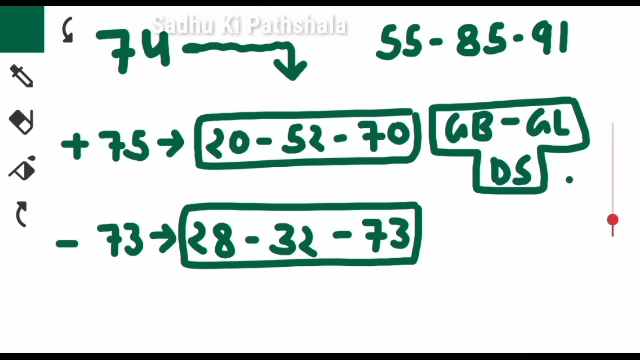 Sadhu Ki Pathshala
74 55-85-91
+ 75 → 20-52-70 GB-GL
DS.
- 73 → 28-32-73